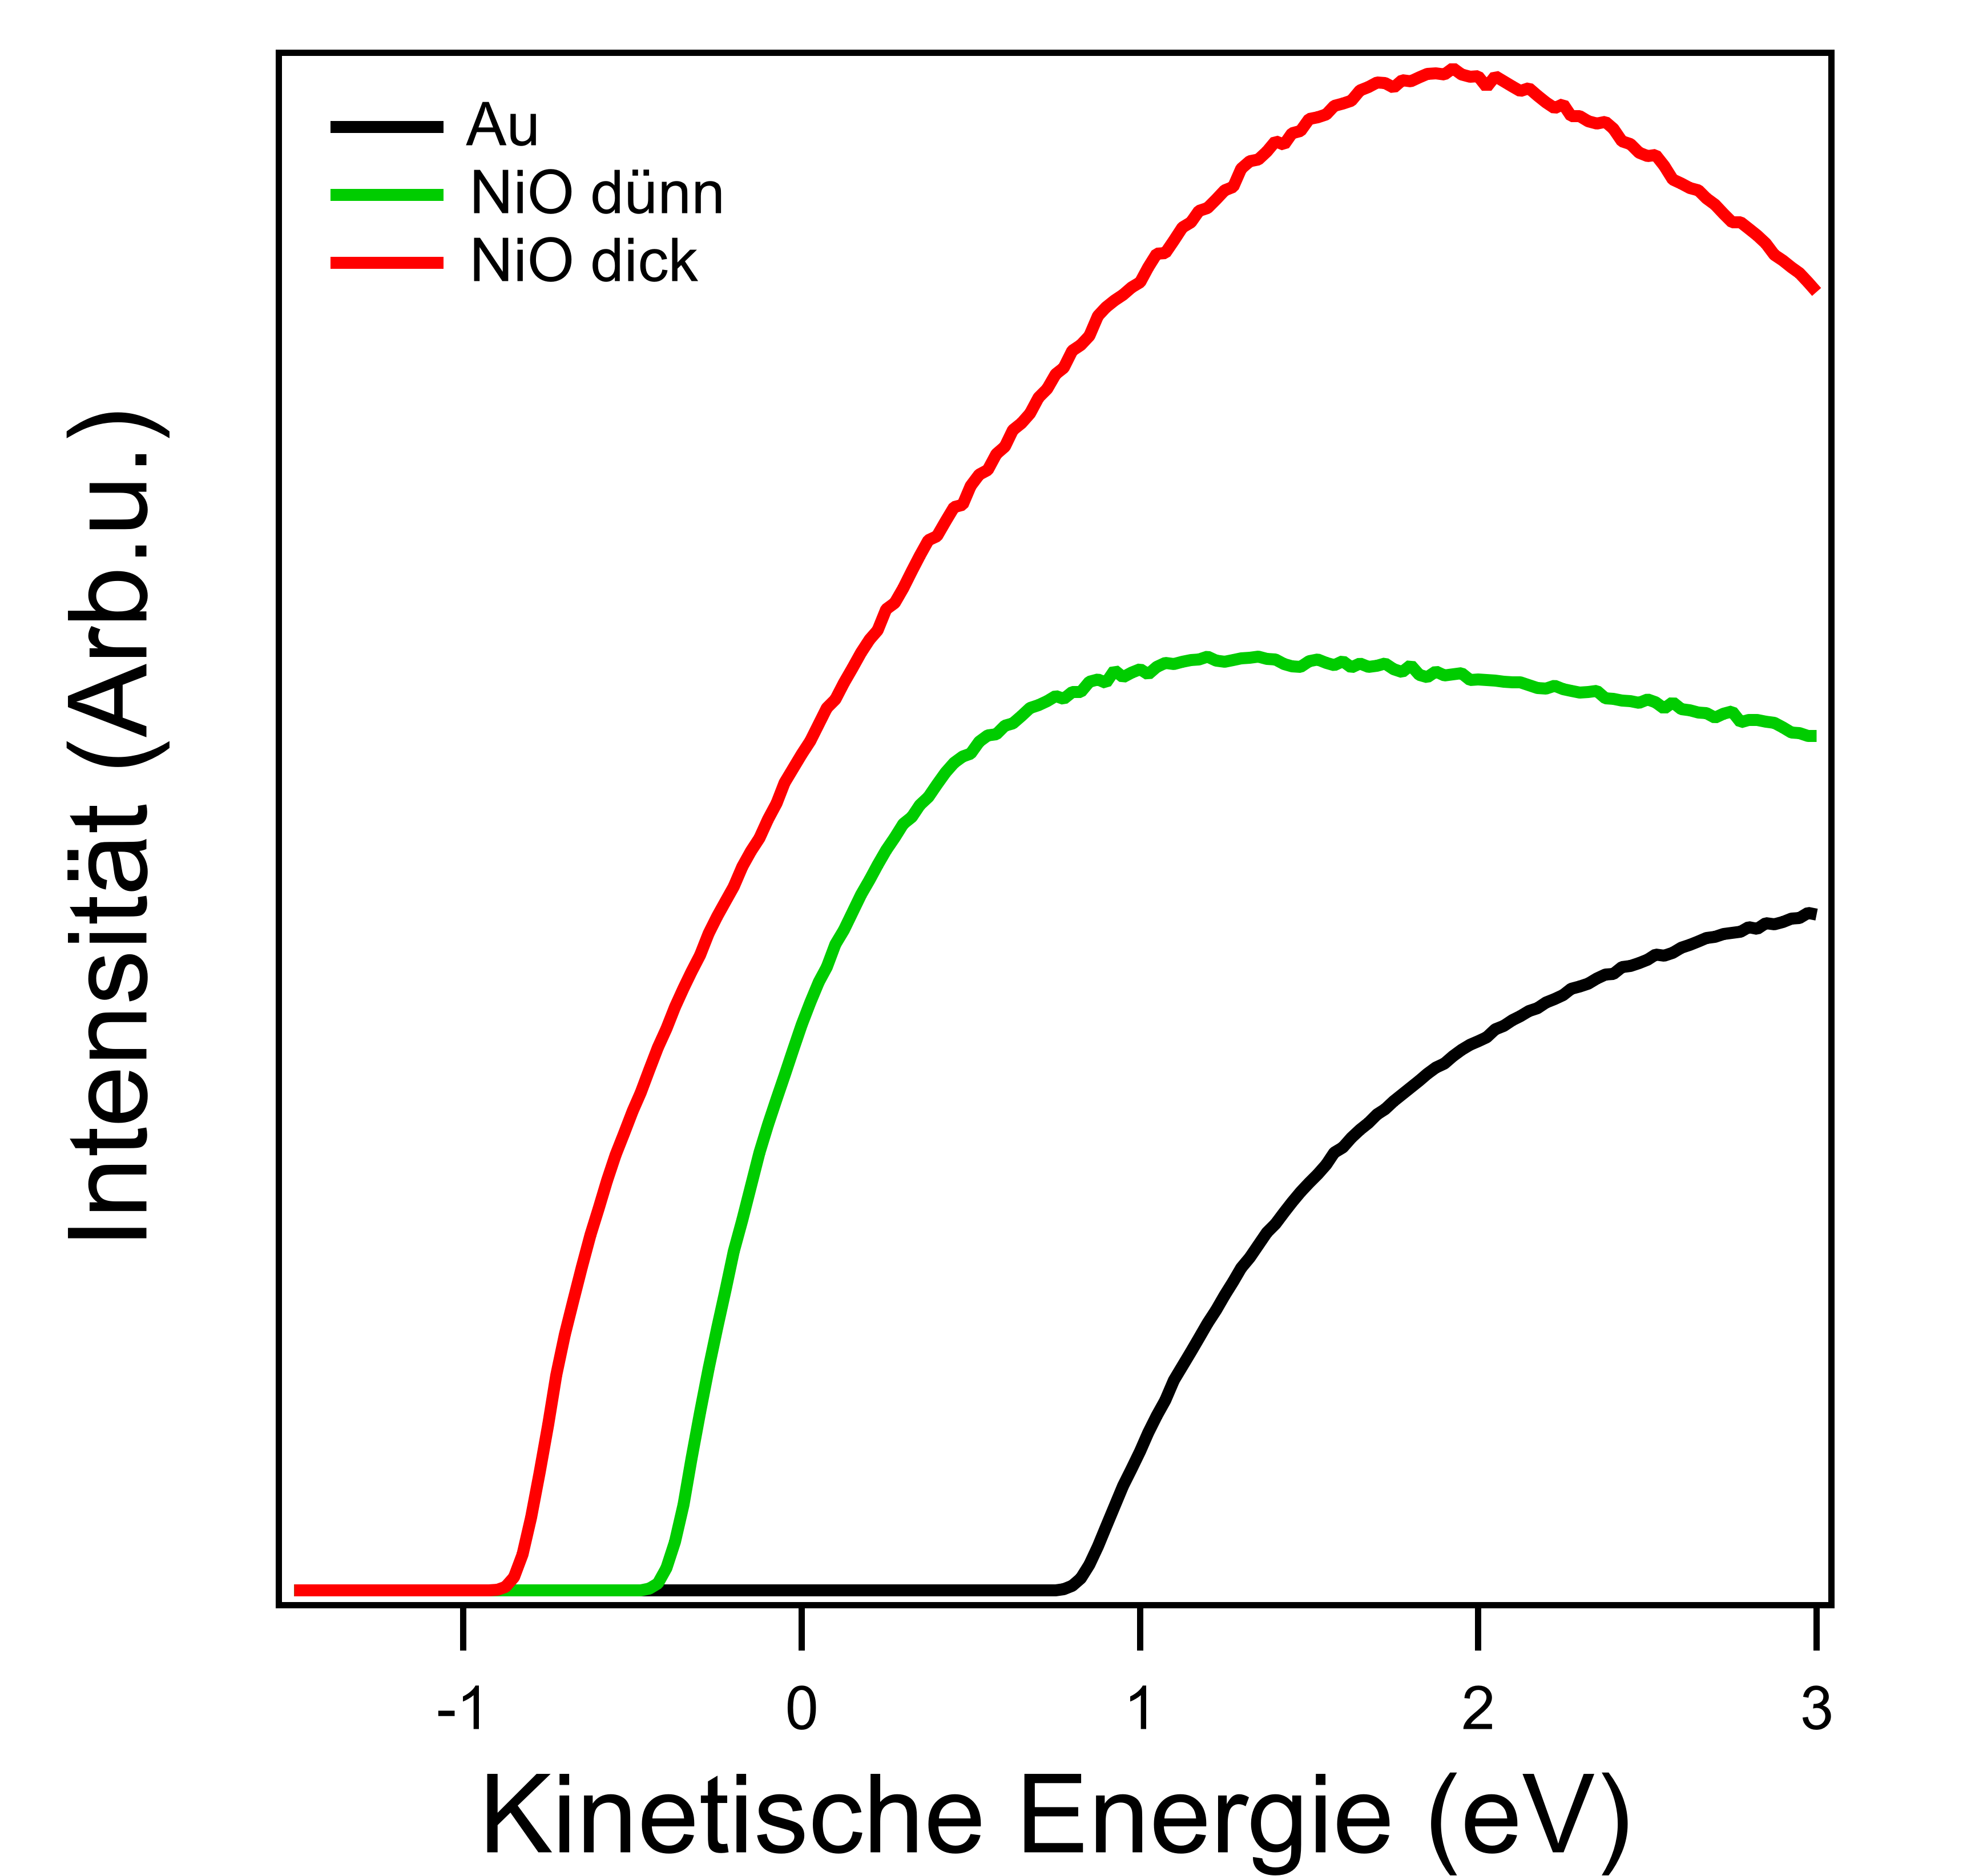 Au
NiO dünn
NiO dick
Intensität (Arb.u.)
-1 0 1 2 3
Kinetische Energie (eV)